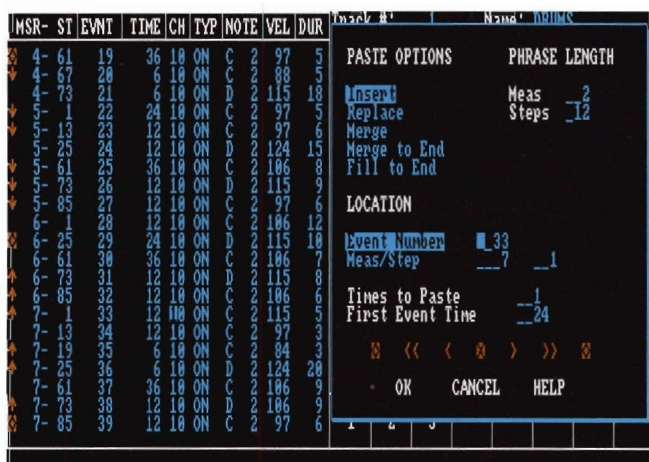 MSR- ST EVNT TIME CH TYP NOTE VEL DUR
4- 61 19 36 10 ON C 2 97 5
4- 67 20 6 10 ON C 2 88 5
4- 73 21 6 10 ON D 2 115 18
5- 1 22 24 10 ON C 2 97 5
5- 13 23 12 10 ON C 2 97 6
5- 25 24 12 10 ON D 2 124 15
5- 61 25 36 10 ON C 2 106 8
5- 73 26 12 10 ON D 2 115 9
5- 85 27 12 10 ON C 2 97 6
6- 1 28 12 10 ON C 2 106 12
6- 25 29 24 10 ON D 2 115 10
6- 61 30 36 10 ON C 2 106 7
6- 73 31 12 10 ON D 2 115 8
6- 85 32 12 10 ON C 2 106 6
7- 1 33 12 10 ON C 2 115 5
7- 13 34 12 10 ON C 2 97 3
7- 19 35 6 10 ON C 2 84 3
7- 25 36 6 10 ON D 2 124 20
7- 61 37 36 10 ON C 2 106 9
7- 73 38 12 10 ON D 2 106 9
7- 85 39 12 10 ON C 2 97 6
Track #: 1 Name: DRUMS
PASTE OPTIONS PHRASE LENGTH
Insert Meas __2
Replace Steps _12
Merge
Merge to End
Fill to End
LOCATION
Event Number _33
Meas/Step ___7 __1
Times to Paste __1
First Event Time __24
<< < > >>
OK CANCEL HELP
1 2 3